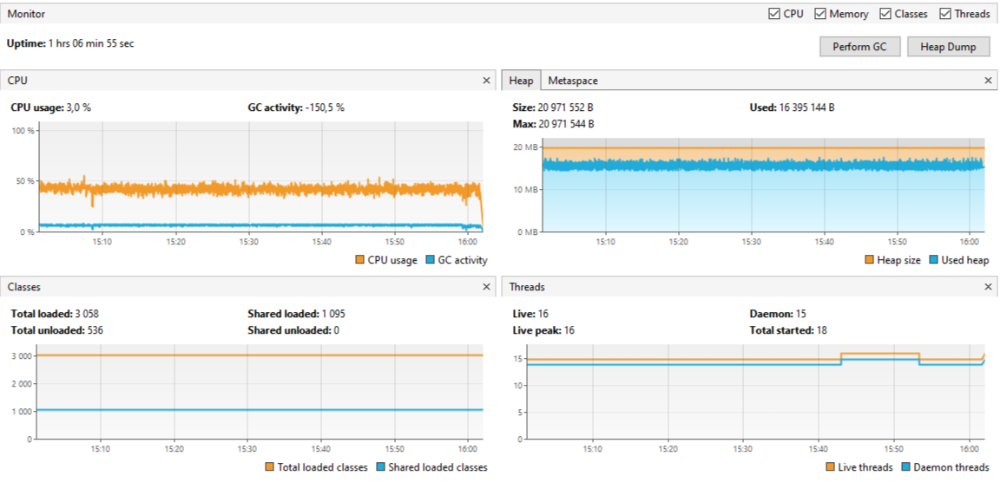 Monitor
CPU Memory Classes Threads
Uptime: 1 hrs 06 min 55 sec
Perform GC Heap Dump
CPU
CPU usage: 3,0 % GC activity: -150,5 %
100 %
50 %
0 %
15:10 15:20 15:30 15:40 15:50 16:00
CPU usage GC activity
Heap Metaspace
Size: 20 971 552 B Used: 16 395 144 B
Max: 20 971 544 B
20 MB
10 MB
0 MB
15:10 15:20 15:30 15:40 15:50 16:00
Heap size Used heap
Classes
Total loaded: 3 058 Shared loaded: 1 095
Total unloaded: 536 Shared unloaded: 0
3 000
2 000
1 000
0
15:10 15:20 15:30 15:40 15:50 16:00
Total loaded classes Shared loaded classes
Threads
Live: 16 Daemon: 15
Live peak: 16 Total started: 18
15
10
5
0
15:10 15:20 15:30 15:40 15:50 16:00
Live threads Daemon threads